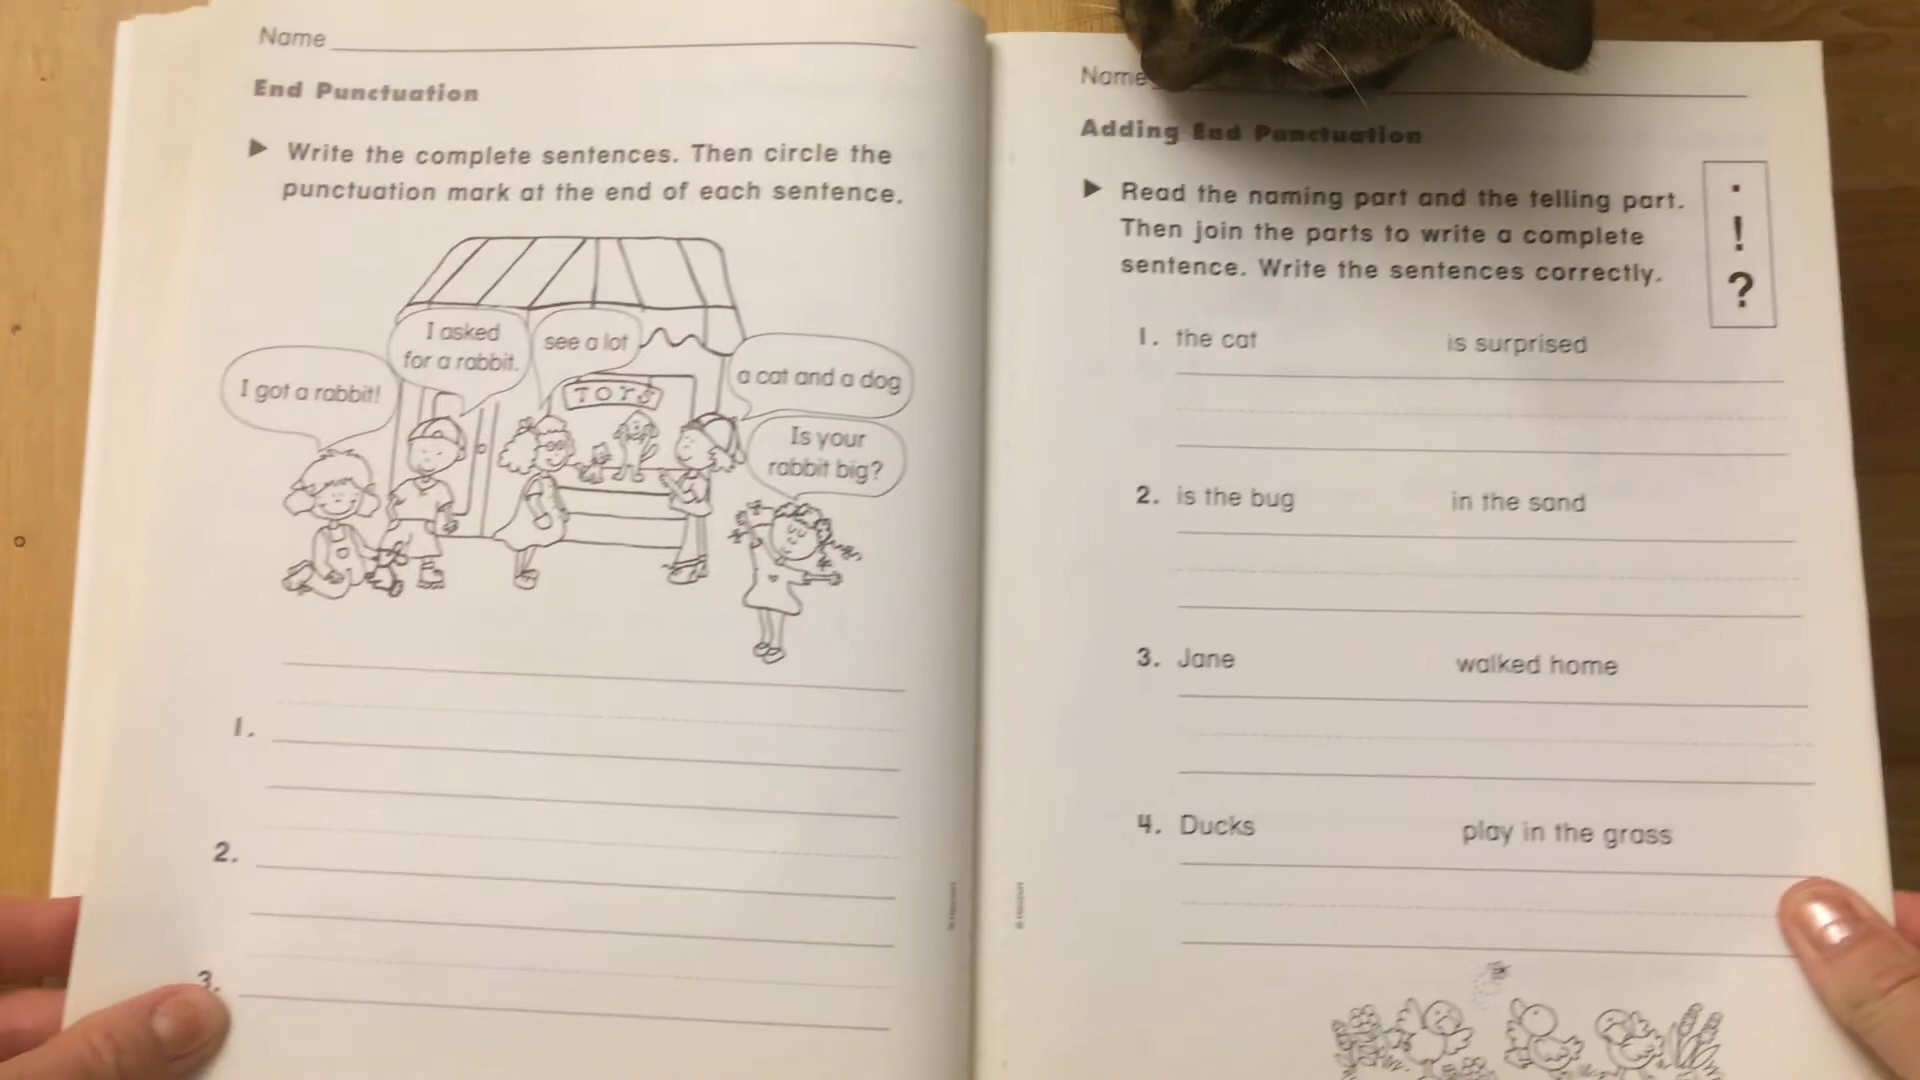 Name
End Punctuation
Write the complete sentences. Then circle the
punctuation mark at the end of each sentence.
I got a rabbit!
I asked
for a rabbit.
see a lot
a cat and a dog
Is your
rabbit big?
TOYS
1.
2.
3.
Name
Adding End Punctuation
Read the naming part and the telling part.
Then join the parts to write a complete
sentence. Write the sentences correctly.
.
!
?
1. the cat is surprised
2. is the bug in the sand
3. Jane walked home
4. Ducks play in the grass